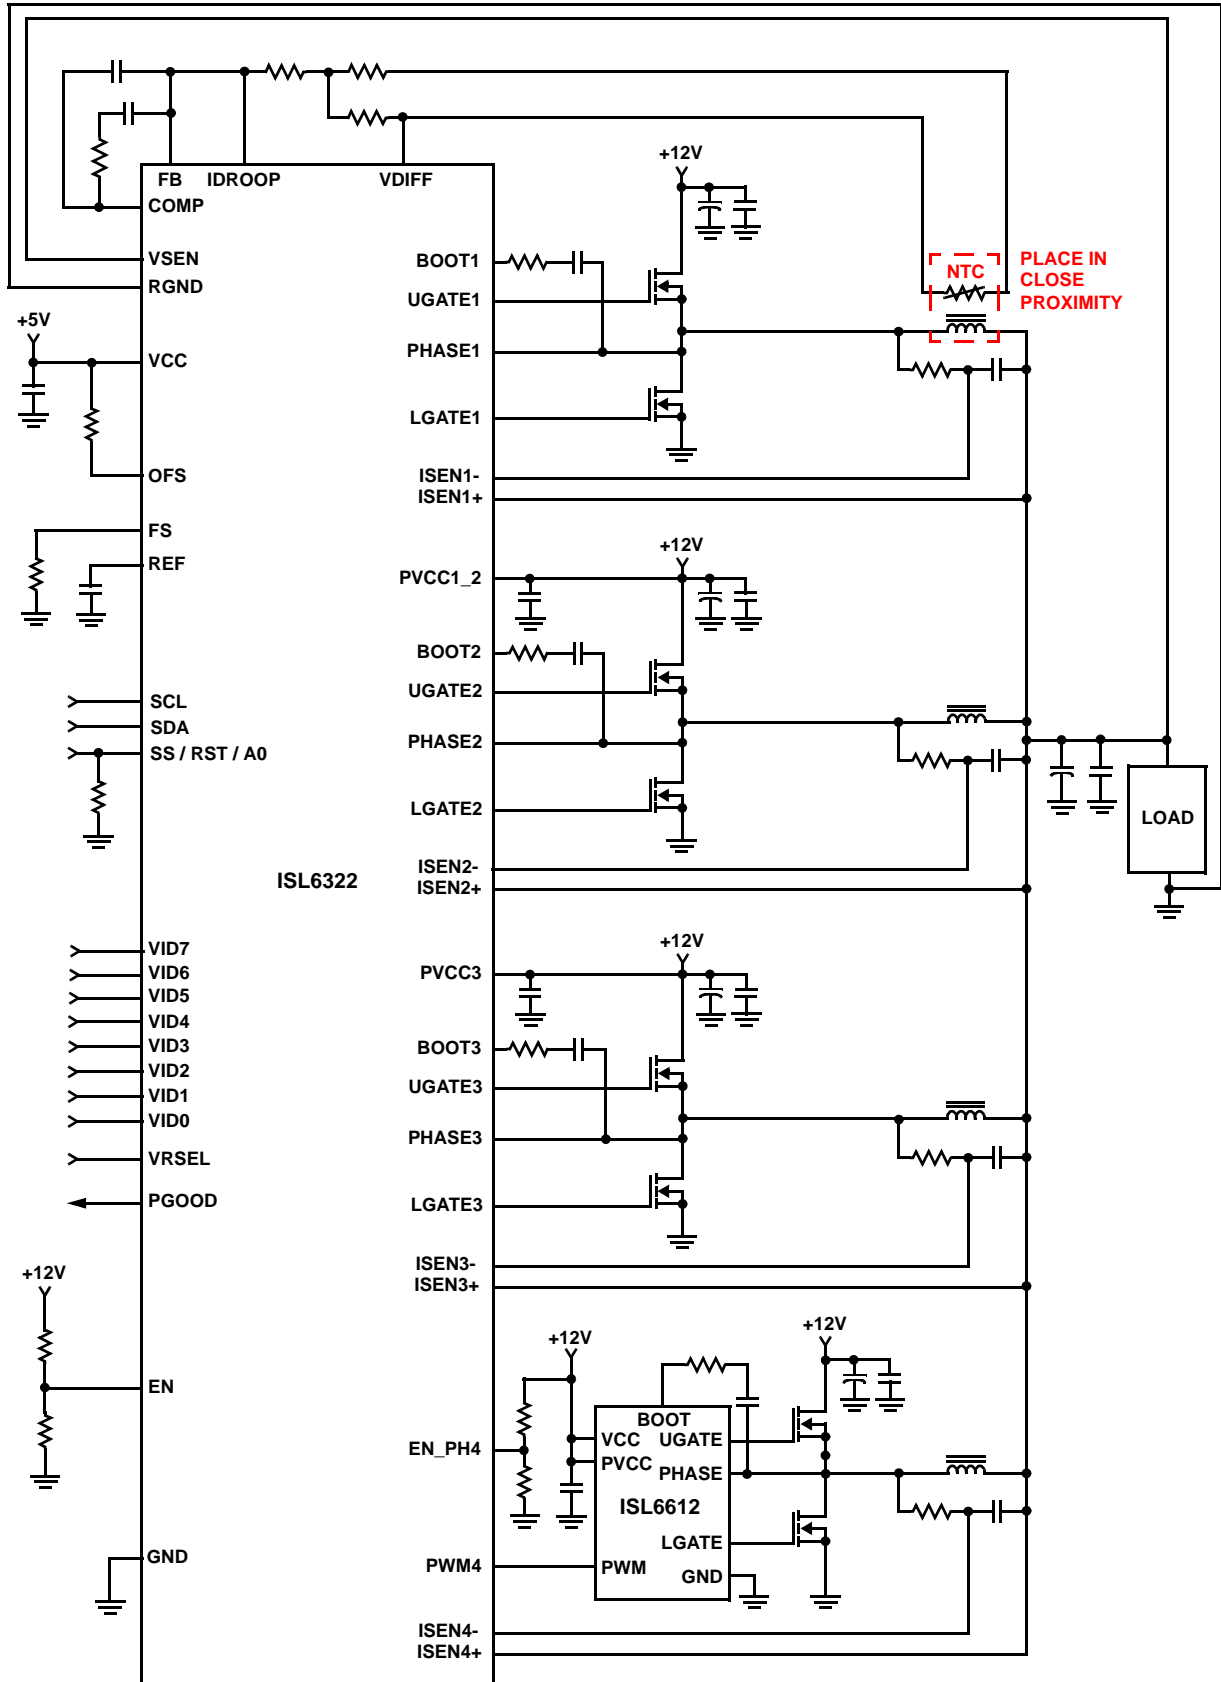 FB IDROOP VDIFF
COMP
VSEN
RGND
+5V
VCC
OFS
FS
REF
SCL
SDA
SS / RST / A0
ISL6322
VID7
VID6
VID5
VID4
VID3
VID2
VID1
VID0
VRSEL
PGOOD
+12V
EN
GND
+12V
BOOT1
UGATE1
PHASE1
LGATE1
ISEN1-
ISEN1+
NTC
PLACE IN
CLOSE
PROXIMITY
+12V
PVCC1_2
BOOT2
UGATE2
PHASE2
LGATE2
ISEN2-
ISEN2+
LOAD
+12V
PVCC3
BOOT3
UGATE3
PHASE3
LGATE3
ISEN3-
ISEN3+
+12V
+12V
EN_PH4
BOOT
VCC
UGATE
PVCC
PHASE
ISL6612
LGATE
PWM4
PWM
GND
ISEN4-
ISEN4+